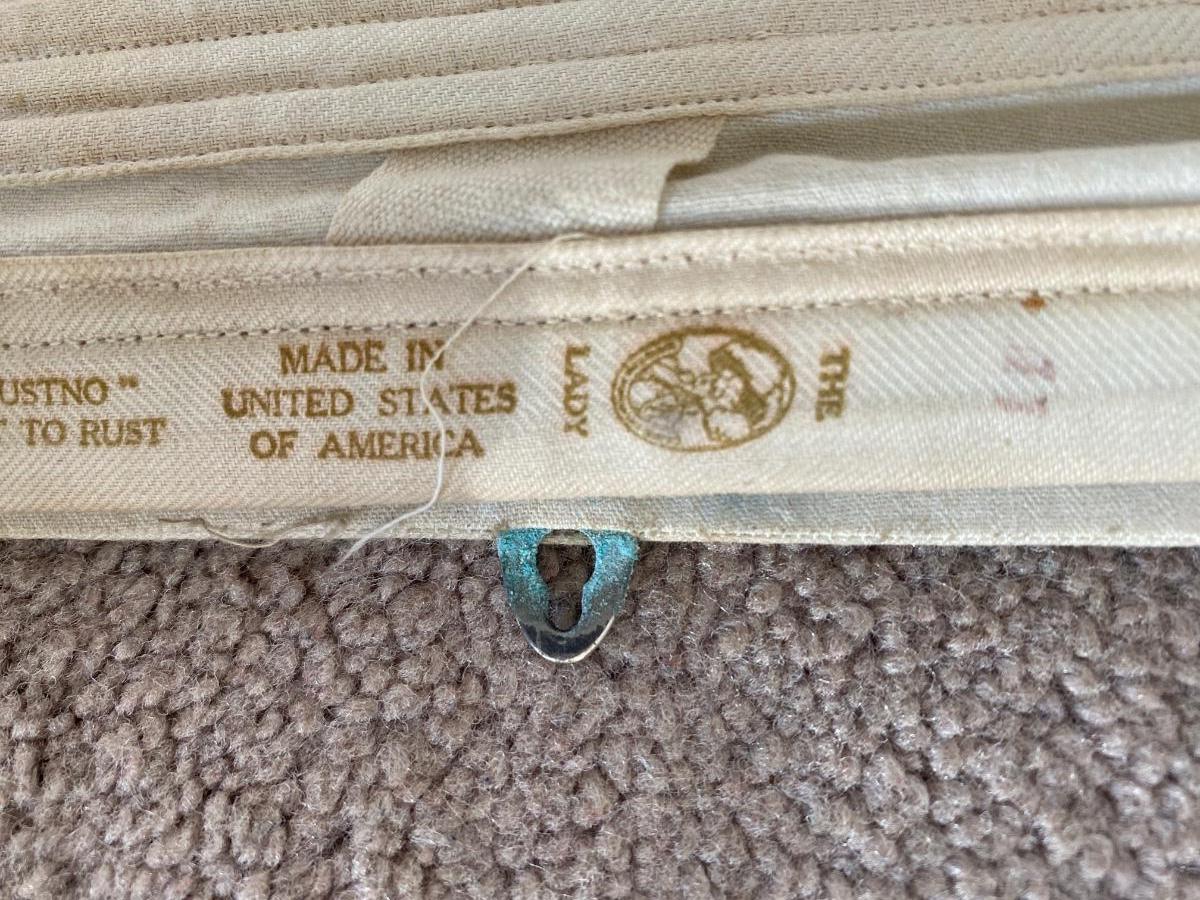 USTNO"
T TO RUST
MADE IN
UNITED STATES
OF AMERICA
LADY
THE